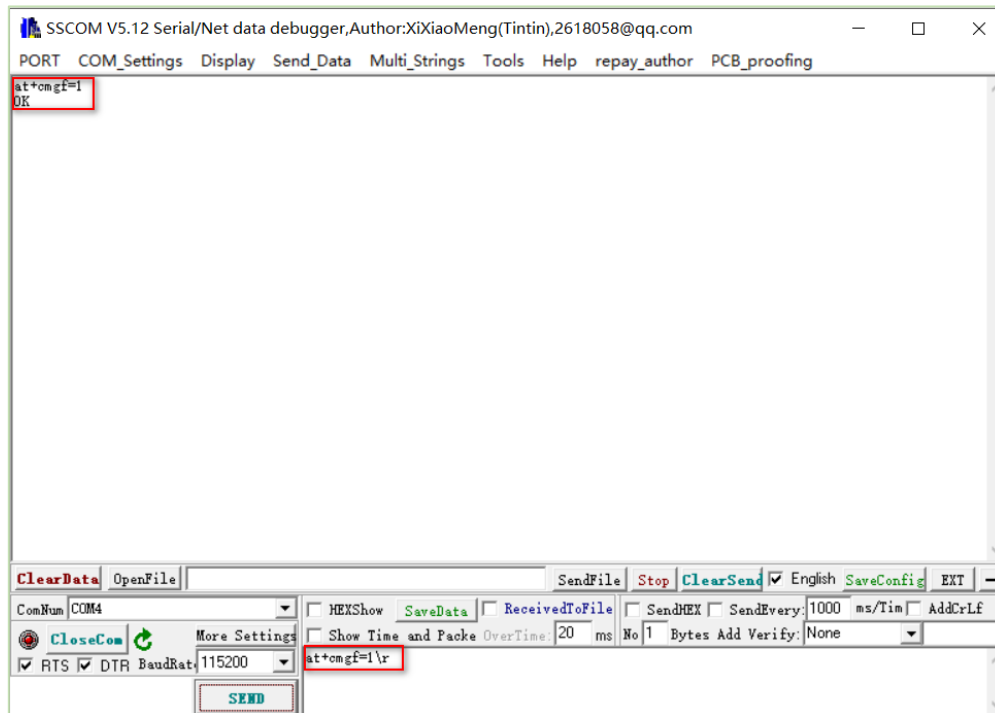 SSCOM V5.12 Serial/Net data debugger,Author:XiXiaoMeng(Tintin),2618058@qq.com
PORT COM_Settings Display Send_Data Multi_Strings Tools Help repay_author PCB_proofing
at+cmgf=1
OK
ClearData OpenFile SendFile Stop ClearSend English SaveConfig EXT
ComNum COM4 HEXShow SaveData ReceivedToFile SendHEX SendEvery: 1000 ms/Tim AddCrLf
CloseCom More Settings Show Time and Packe OverTime: 20 ms No 1 Bytes Add Verify: None
RTS DTR BaudRat 115200 at+cmgf=1\r
SEND